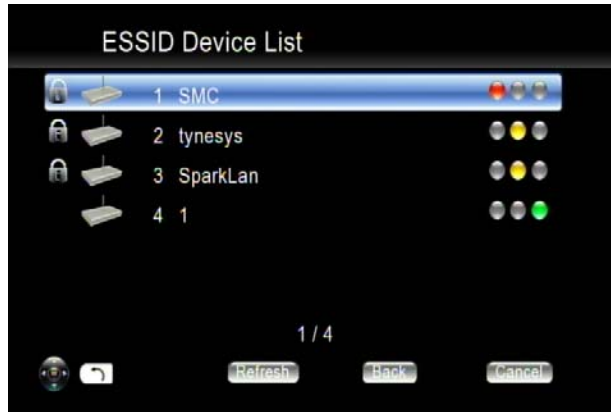 ESSID Device List
1 SMC
2 tynesys
3 SparkLan
4 1
1 / 4
Refresh Back Cancel